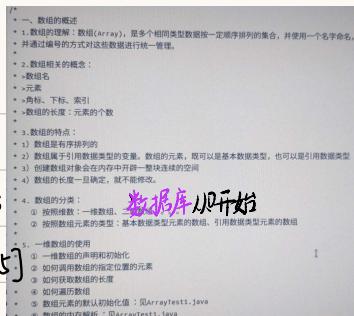 /*
* 一、数组的概述
* 1.数组的理解：数组(Array)，是多个相同类型数据按一定顺序排列的集合，并使用一个名字命名，
* 并通过编号的方式对这些数据进行统一管理。
*
* 2.数组相关的概念：
* >数组名
* >元素
* >角标、下标、索引
* >数组的长度：元素的个数
*
* 3.数组的特点：
* 1）数组是有序排列的
* 2）数组属于引用数据类型的变量。数组的元素，既可以是基本数据类型，也可以是引用数据类型
* 3）创建数组对象会在内存中开辟一整块连续的空间
* 4）数组的长度一旦确定，就不能修改。
*
* 4. 数组的分类：
* ① 按照维数：一维数组、二
数据库从0开始
* ② 按照数组元素的类型：基本数据类型元素的数组、引用数据类型元素的数组
*
5. 一维数组的使用
5]
* ① 一维数组的声明和初始化
* ② 如何调用数组的指定位置的元素
* ③ 如何获取数组的长度
* ④ 如何遍历数组
* ⑤ 数组元素的默认初始化值 ：见ArrayTest1.java
* ⑥ 数组的内存解析 ：见ArrayTest1.java